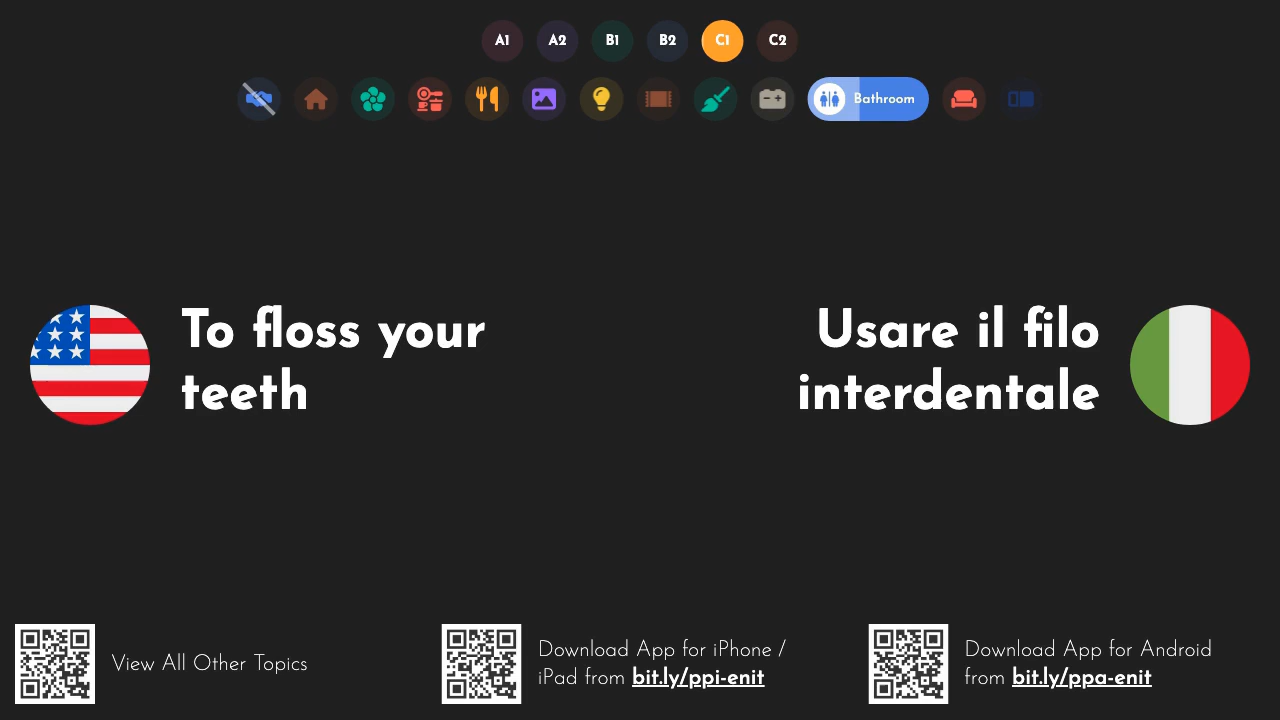 A1 A2 B1 B2 C1 C2
Bathroom
To floss your
teeth
Usare il filo
interdentale
View All Other Topics
Download App for iPhone /
iPad from bit.ly/ppi-enit
Download App for Android
from bit.ly/ppa-enit